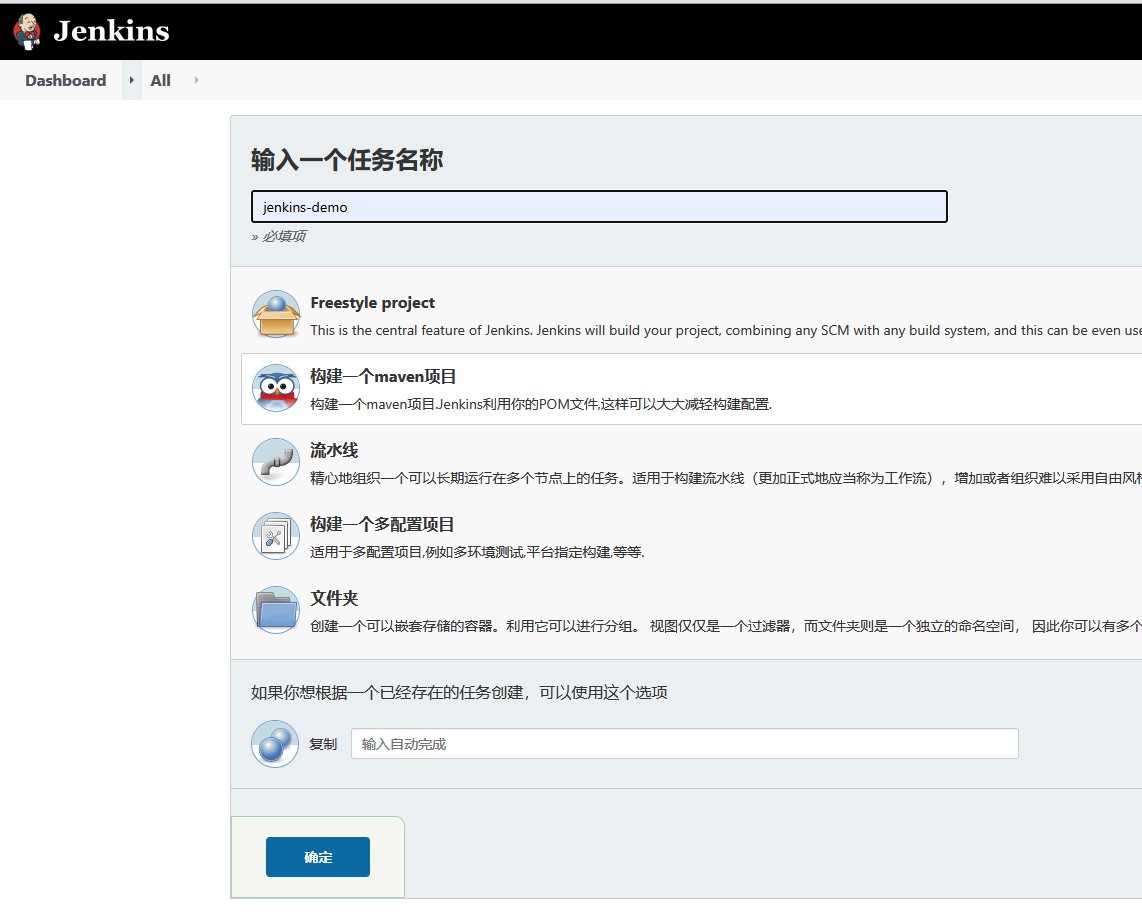 Jenkins
Dashboard
All
输入一个任务名称
jenkins-demo
» 必填项
Freestyle project
This is the central feature of Jenkins. Jenkins will build your project, combining any SCM with any build system, and this can be even use
构建一个maven项目
构建一个maven项目.Jenkins利用你的POM文件,这样可以大大减轻构建配置.
流水线
精心地组织一个可以长期运行在多个节点上的任务。适用于构建流水线（更加正式地应当称为工作流），增加或者组织难以采用自由风格
构建一个多配置项目
适用于多配置项目,例如多环境测试,平台指定构建,等等.
文件夹
创建一个可以嵌套存储的容器。利用它可以进行分组。 视图仅仅是一个过滤器，而文件夹则是一个独立的命名空间， 因此你可以有多个
如果你想根据一个已经存在的任务创建，可以使用这个选项
复制
输入自动完成
确定